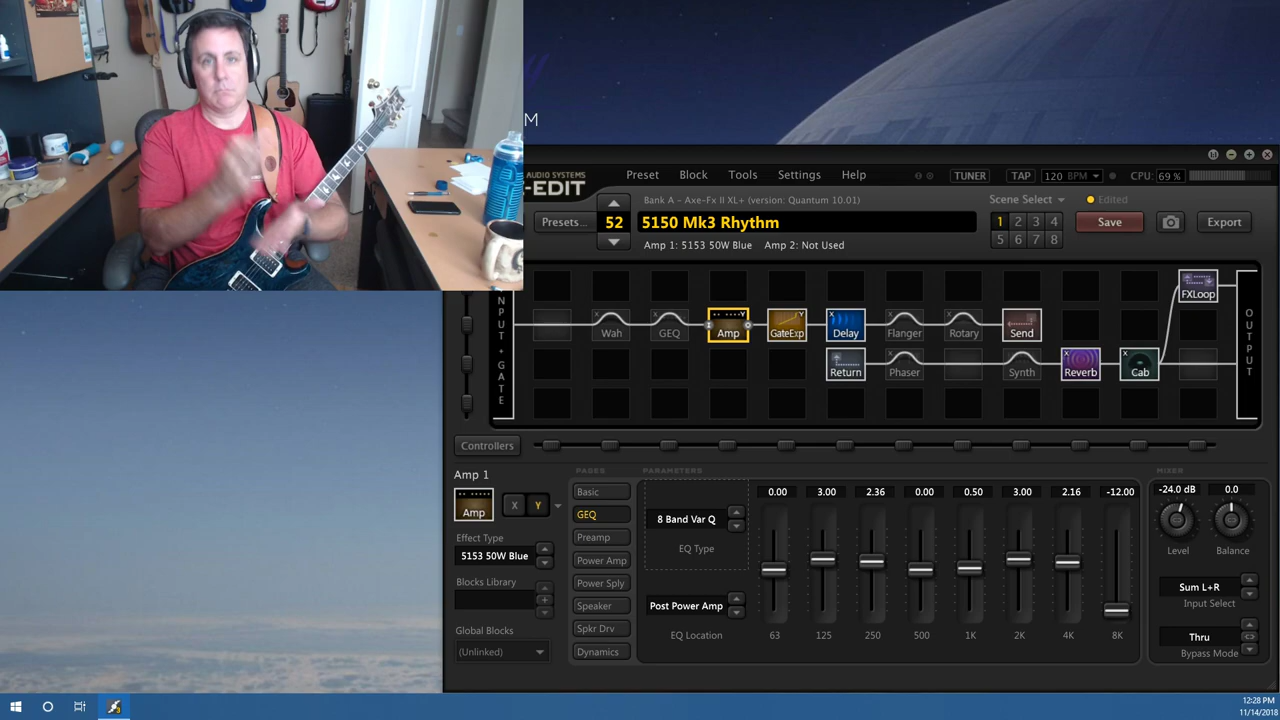 M
AUDIO SYSTEMS
-EDIT
Preset Block Tools Settings Help
TUNER TAP 120 BPM CPU: 69 %
Bank A - Axe-Fx II XL+ (version: Quantum 10.01)
Scene Select Edited
Presets... 52 5150 Mk3 Rhythm
1 2 3 4 Save Export
5 6 7 8
Amp 1: 5153 50W Blue Amp 2: Not Used
FXLoop
INPUT + GATE
X Wah X GEQ Y Amp Y GateExp X Delay X Flanger X Rotary Send
Return X Phaser X Synth X Reverb X Cab
OUTPUT
Controllers
Amp 1
Amp X Y
Effect Type
5153 50W Blue
Blocks Library
Global Blocks
(Unlinked)
PAGES
Basic
GEQ
Preamp
Power Amp
Power Sply
Speaker
Spkr Drv
Dynamics
PARAMETERS
8 Band Var Q
EQ Type
Post Power Amp
EQ Location
0.00 3.00 2.36 0.00 0.50 3.00 2.16 -12.00
63 125 250 500 1K 2K 4K 8K
MIXER
-24.0 dB 0.0
Level Balance
Sum L+R
Input Select
Thru
Bypass Mode
12:28 PM
11/14/2018